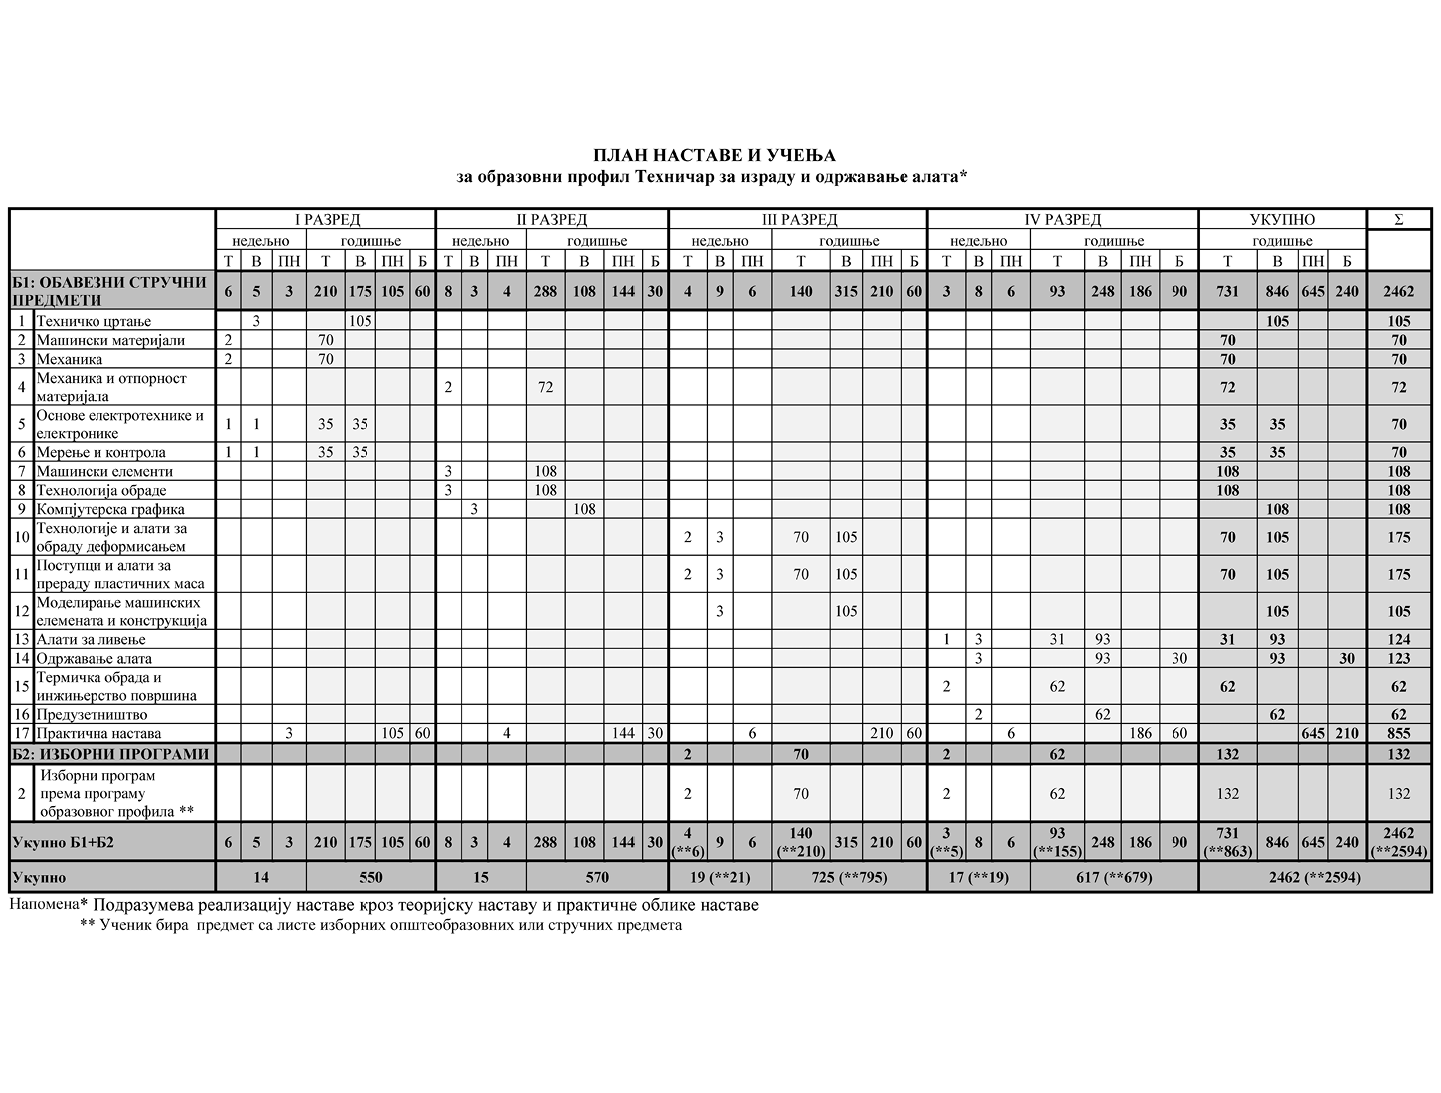 ПЛАН НАСТАВЕ И УЧЕЊА
за образовни профил Техничар за израду и одржавање алата*
I РАЗРЕД II РАЗРЕД III РАЗРЕД IV РАЗРЕД УКУПНО Σ
недељно годишње недељно годишње недељно годишње недељно годишње годишње
Т В ПН Т В ПН Б Т В ПН Т В ПН Б Т В ПН Т В ПН Б Т В ПН Т В ПН Б Т В ПН Б
Б1: ОБАВЕЗНИ СТРУЧНИ
ПРЕДМЕТИ 6 5 3 210 175 105 60 8 3 4 288 108 144 30 4 9 6 140 315 210 60 3 8 6 93 248 186 90 731 846 645 240 2462
1 Техничко цртање 3 105 105 105
2 Машински материјали 2 70 70 70
3 Механика 2 70 70 70
4 Механика и отпорност
материјала 2 72 72 72
5 Основе електротехнике и
електронике 1 1 35 35 35 35 70
6 Мерење и контрола 1 1 35 35 35 35 70
7 Машински елементи 3 108 108 108
8 Технологија обраде 3 108 108 108
9 Компјутерска графика 3 108 108 108
10 Технологије и алати за
обраду деформисањем 2 3 70 105 70 105 175
11 Поступци и алати за
прераду пластичних маса 2 3 70 105 70 105 175
12 Моделирање машинских
елемената и конструкција 3 105 105 105
13 Алати за ливење 1 3 31 93 31 93 124
14 Одржавање алата 3 93 30 93 30 123
15 Термичка обрада и
инжињерство површина 2 62 62 62
16 Предузетништво 2 62 62 62
17 Практична настава 3 105 60 4 144 30 6 210 60 6 186 60 645 210 855
Б2: ИЗБОРНИ ПРОГРАМИ 2 70 2 62 132 132
2 Изборни програм
према програму
образовног профила ** 2 70 2 62 132 132
Укупно Б1+Б2 6 5 3 210 175 105 60 8 3 4 288 108 144 30 4 (**6) 9 6 140 (**210) 315 210 60 3 (**5) 8 6 93 (**155) 248 186 90 731 (**863) 846 645 240 2462 (**2594)
Укупно 14 550 15 570 19 (**21) 725 (**795) 17 (**19) 617 (**679) 2462 (**2594)
Напомена* Подразумева реализацију наставе кроз теоријску наставу и практичне облике наставе
** Ученик бира предмет са листе изборних општеобразовних или стручних предмета